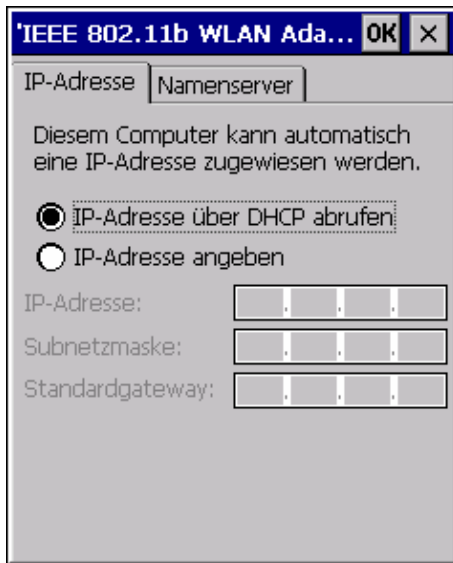 'IEEE 802.11b WLAN Ada... OK ×
IP-Adresse Namenserver
Diesem Computer kann automatisch
eine IP-Adresse zugewiesen werden.
IP-Adresse über DHCP abrufen
IP-Adresse angeben
IP-Adresse: . . .
Subnetzmaske: . . .
Standardgateway: . . .